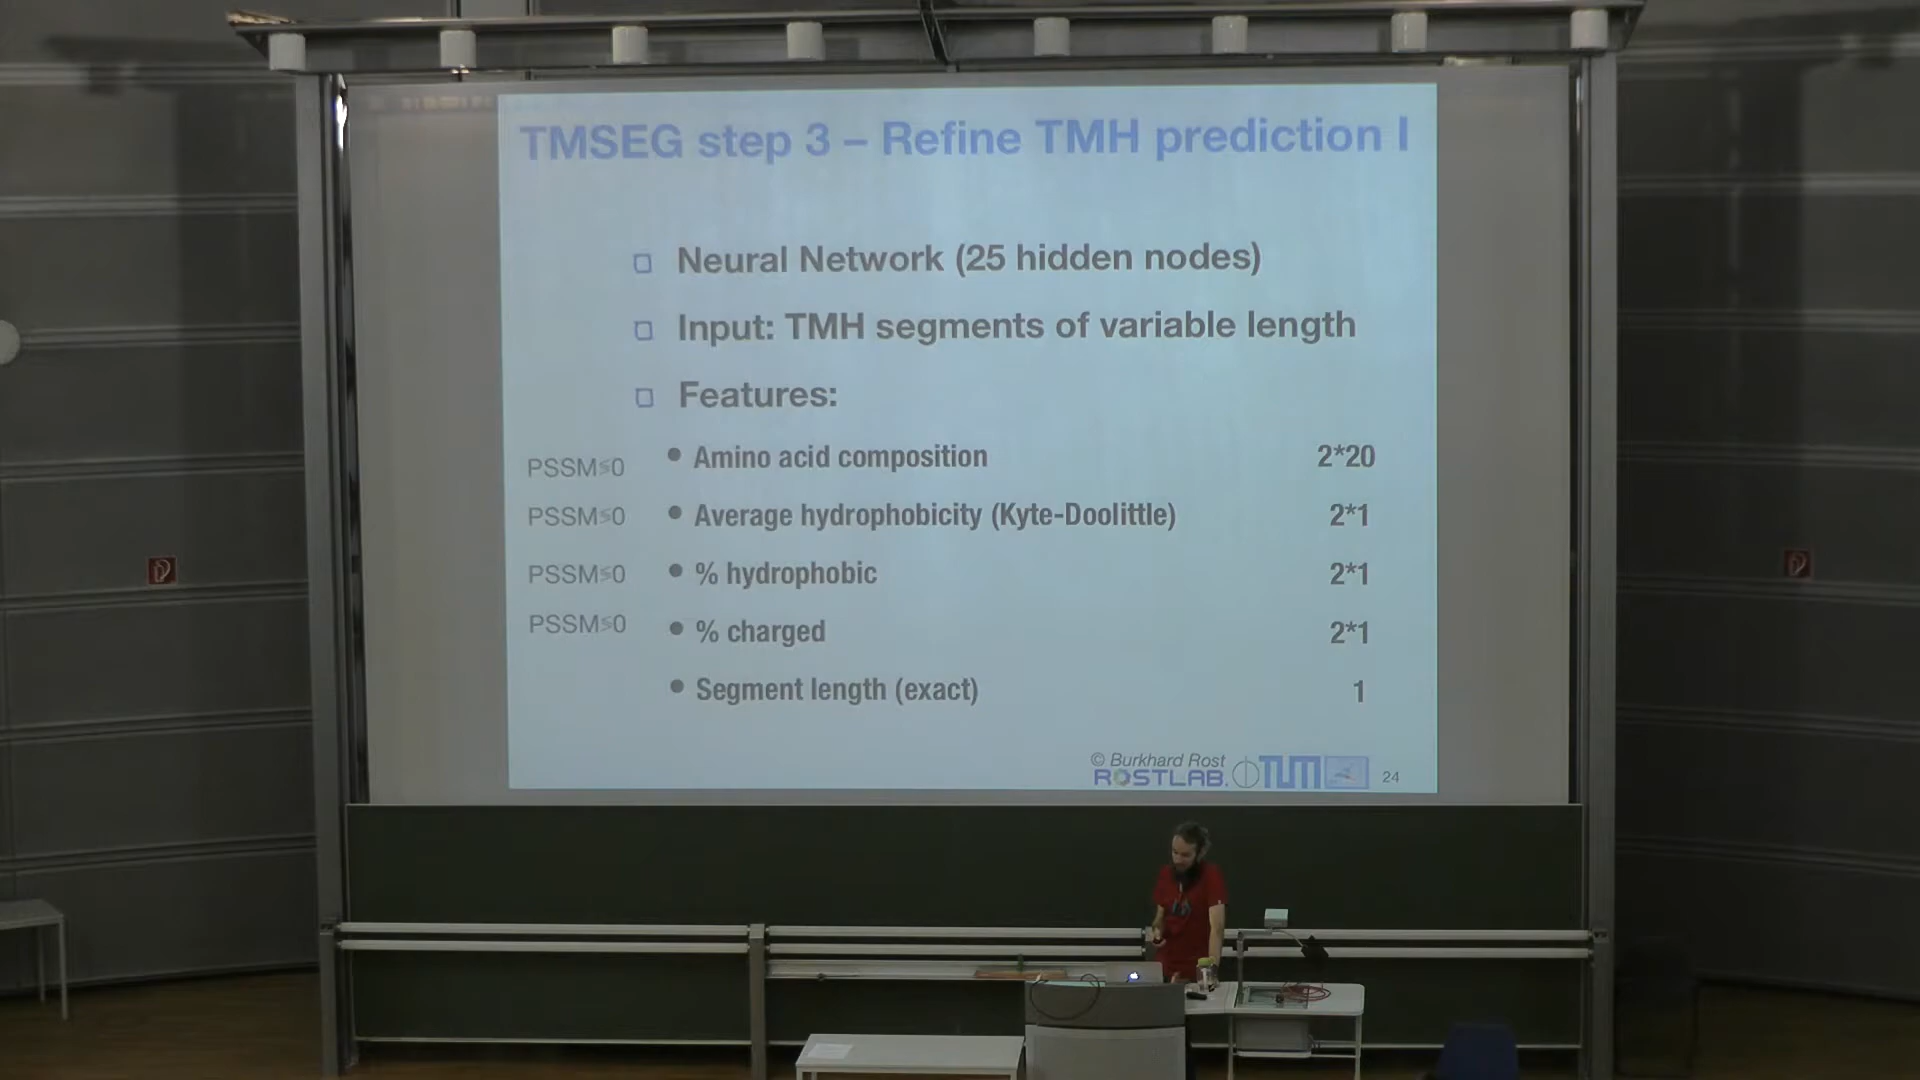 TMSEG step 3 – Refine TMH prediction I
Neural Network (25 hidden nodes)
Input: TMH segments of variable length
Features:
PSSM≶0 • Amino acid composition 2*20
PSSM≶0 • Average hydrophobicity (Kyte-Doolittle) 2*1
PSSM≶0 • % hydrophobic 2*1
PSSM≶0 • % charged 2*1
• Segment length (exact) 1
© Burkhard Rost
ROSTLAB. TUM 24